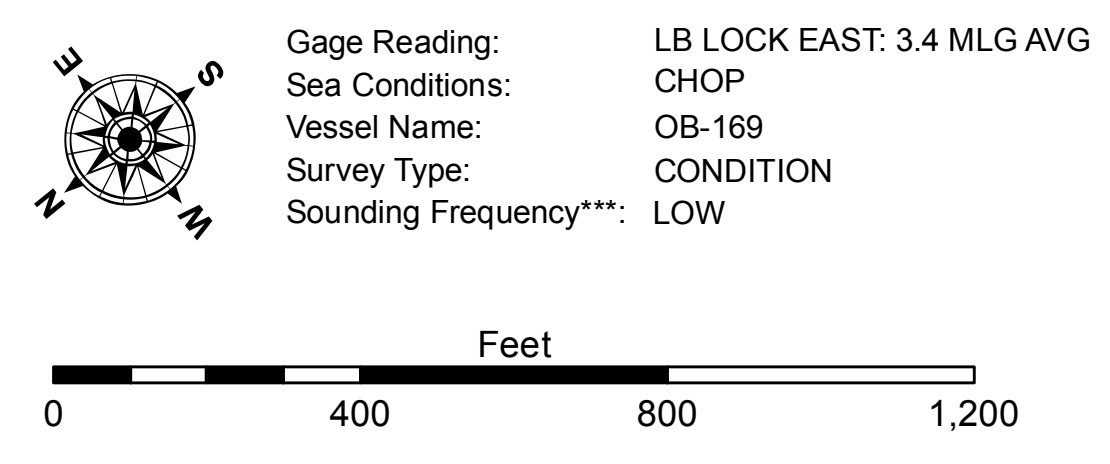 E
S
N
W
Gage Reading: LB LOCK EAST: 3.4 MLG AVG
Sea Conditions: CHOP
Vessel Name: OB-169
Survey Type: CONDITION
Sounding Frequency***: LOW
Feet
0 400 800 1,200